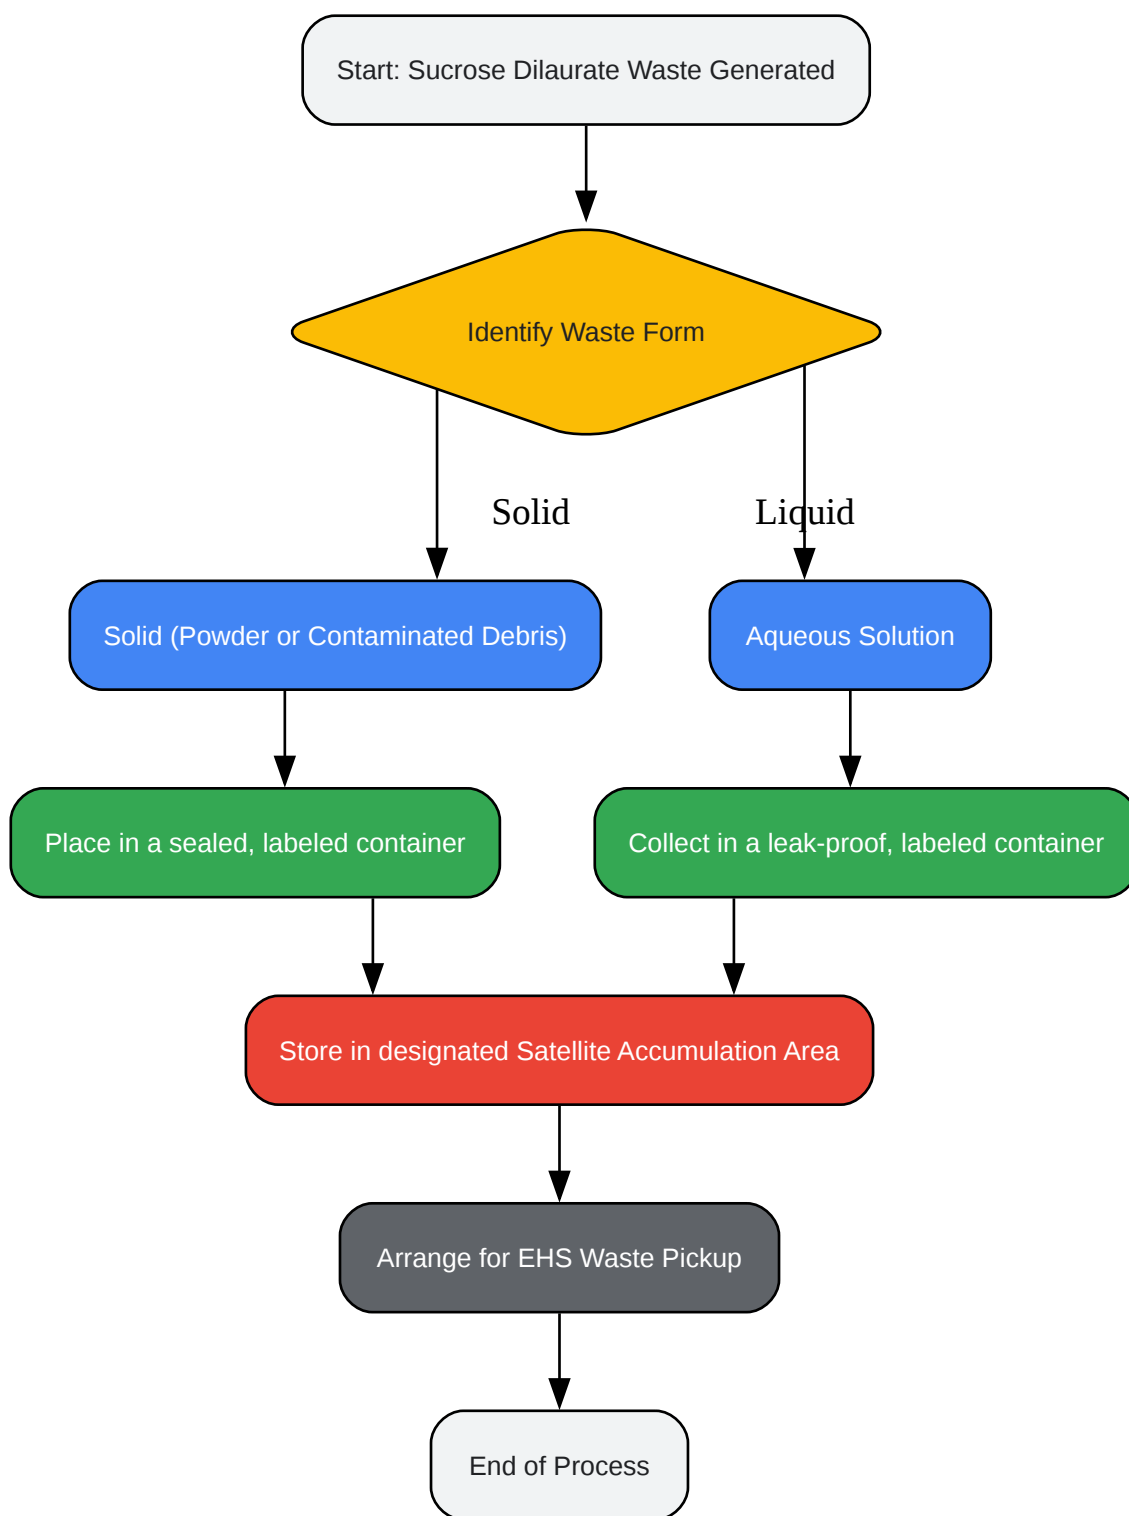 Start: Sucrose Dilaurate Waste Generated
Identify Waste Form
Solid
Liquid
Solid (Powder or Contaminated Debris)
Aqueous Solution
Place in a sealed, labeled container
Collect in a leak-proof, labeled container
Store in designated Satellite Accumulation Area
Arrange for EHS Waste Pickup
End of Process